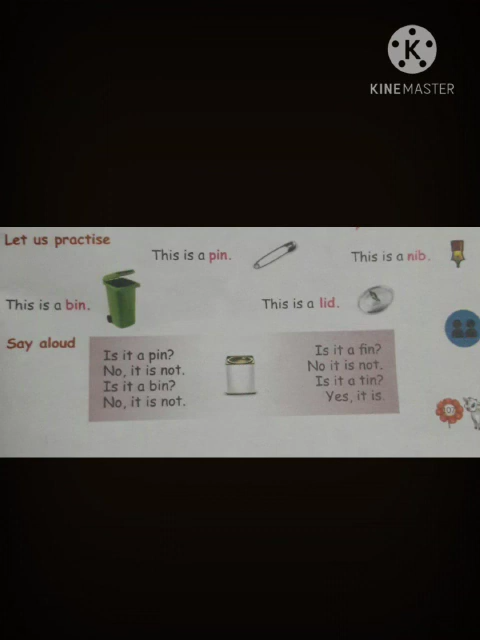 KINEMASTER
Let us practise
This is a pin.
This is a nib.
This is a bin.
This is a lid.
Say aloud
Is it a pin?
No, it is not.
Is it a bin?
No, it is not.
Is it a fin?
No it is not.
Is it a tin?
Yes, it is.